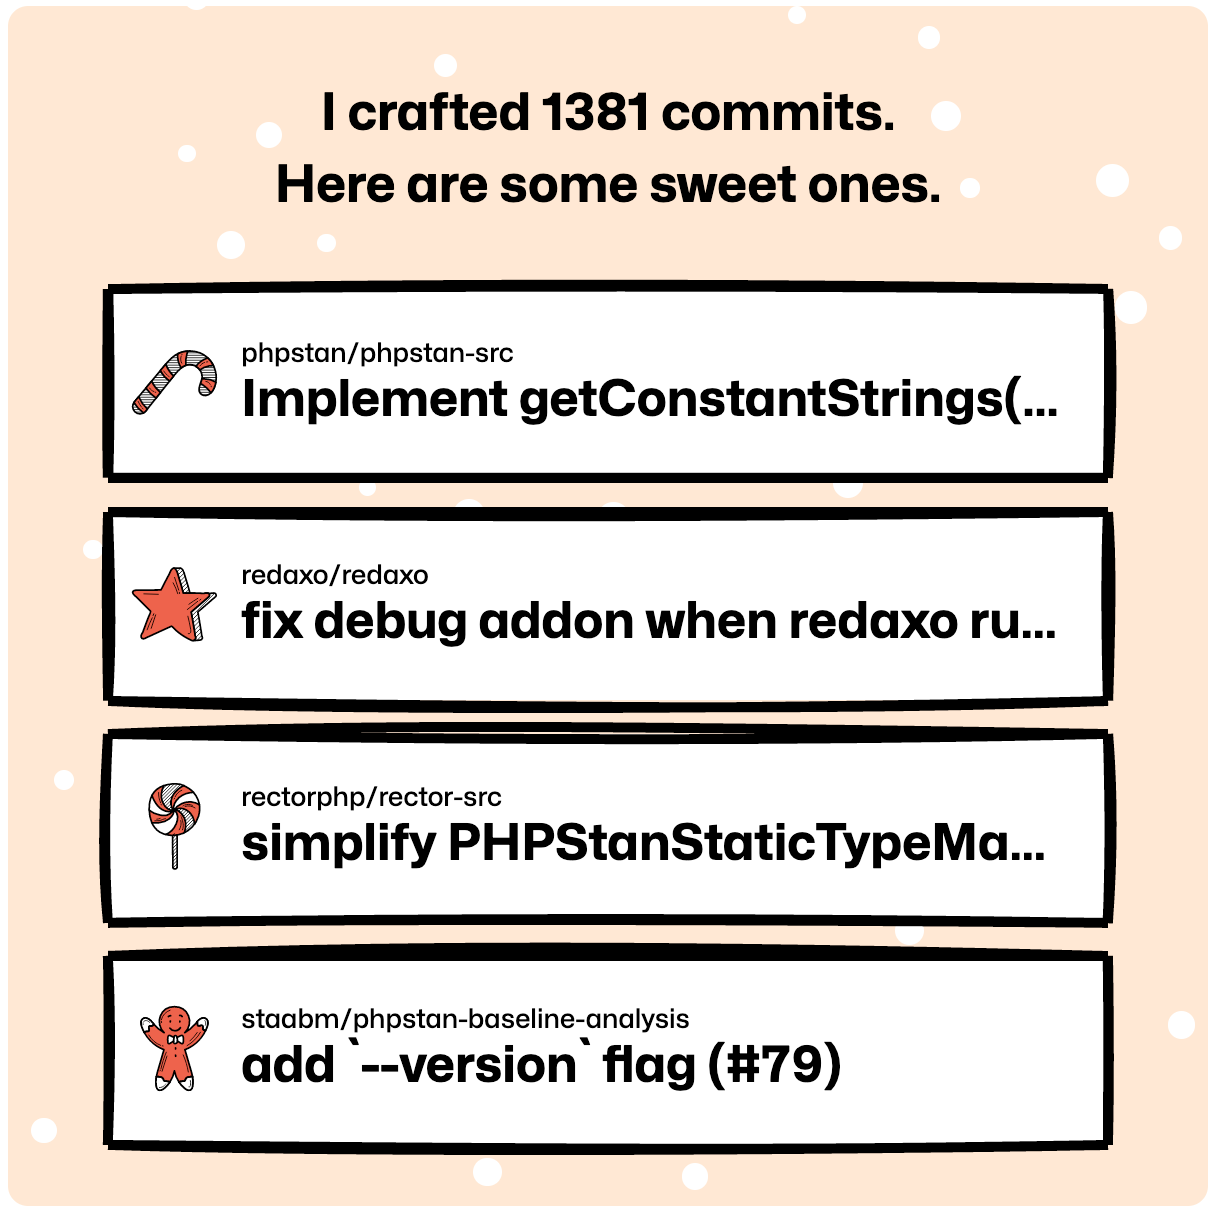 I crafted 1381 commits.
Here are some sweet ones.
phpstan/phpstan-src
Implement getConstantStrings(...
redaxo/redaxo
fix debug addon when redaxo ru...
rectorphp/rector-src
simplify PHPStanStaticTypeMa...
staabm/phpstan-baseline-analysis
add `--version` flag (#79)